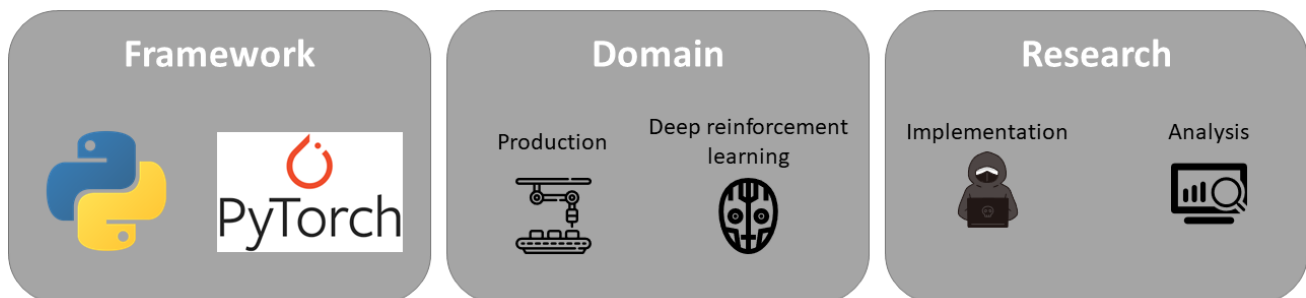 Framework
PyTorch
Domain
Production
Deep reinforcement
learning
Research
Implementation
Analysis